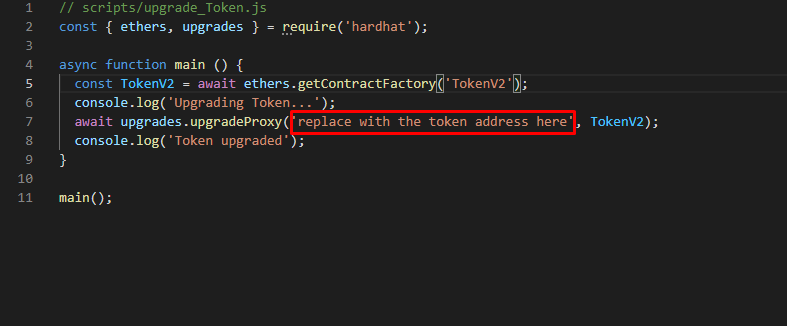 1 // scripts/upgrade_Token.js
2 const { ethers, upgrades } = require('hardhat');
3
4 async function main () {
5 const TokenV2 = await ethers.getContractFactory('TokenV2');
6 console.log('Upgrading Token...');
7 await upgrades.upgradeProxy('replace with the token address here', TokenV2);
8 console.log('Token upgraded');
9 }
10
11 main();